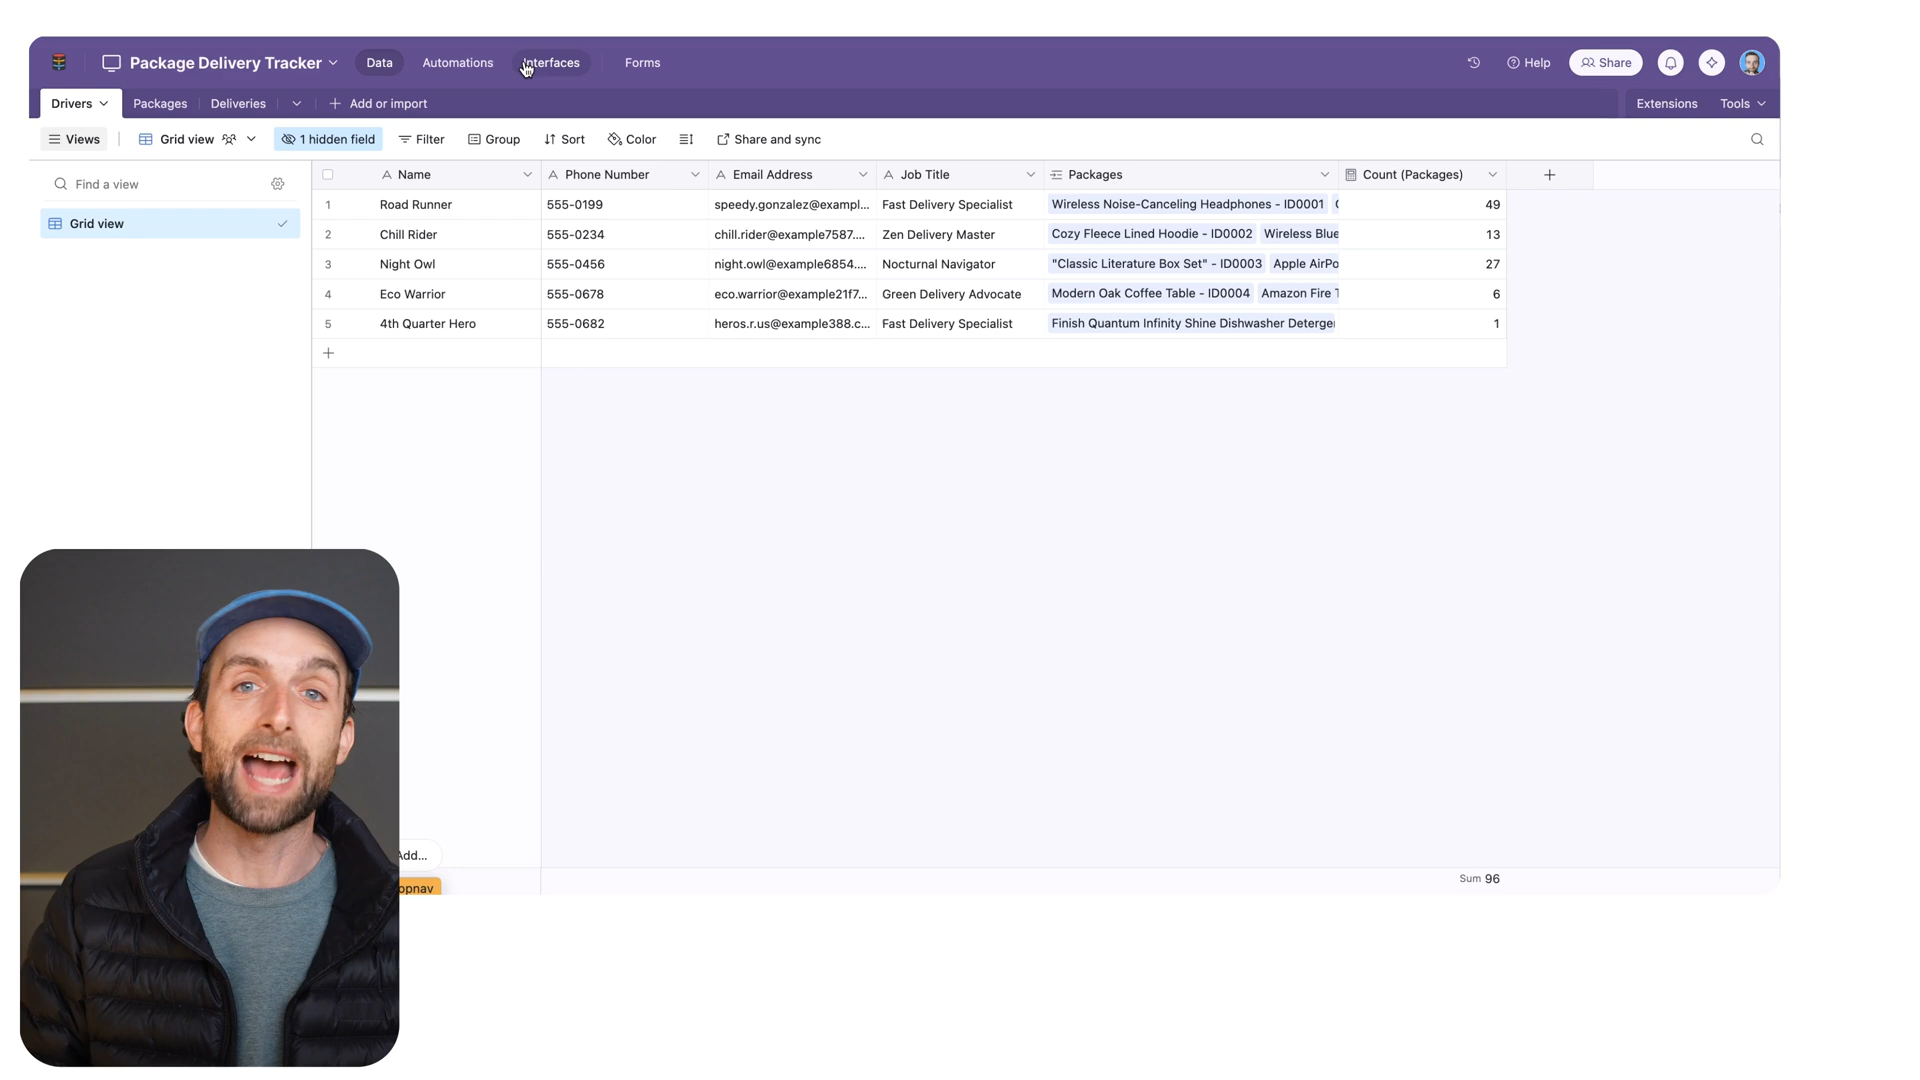 Package Delivery Tracker Data Automations Interfaces Forms Help Share
Drivers Packages Deliveries Add or import Extensions Tools
Views Grid view 1 hidden field Filter Group Sort Color Share and sync
Find a view
Grid view
Name Phone Number Email Address Job Title Packages Count (Packages)
1 Road Runner 555-0199 speedy.gonzalez@exampl... Fast Delivery Specialist Wireless Noise-Canceling Headphones - ID0001 49
2 Chill Rider 555-0234 chill.rider@example7587.... Zen Delivery Master Cozy Fleece Lined Hoodie - ID0002 Wireless Blue 13
3 Night Owl 555-0456 night.owl@example6854.... Nocturnal Navigator "Classic Literature Box Set" - ID0003 Apple AirPo 27
4 Eco Warrior 555-0678 eco.warrior@example21f7... Green Delivery Advocate Modern Oak Coffee Table - ID0004 Amazon Fire T 6
5 4th Quarter Hero 555-0682 heros.r.us@example388.c... Fast Delivery Specialist Finish Quantum Infinity Shine Dishwasher Deterge 1
Add...
opnav
Sum 96